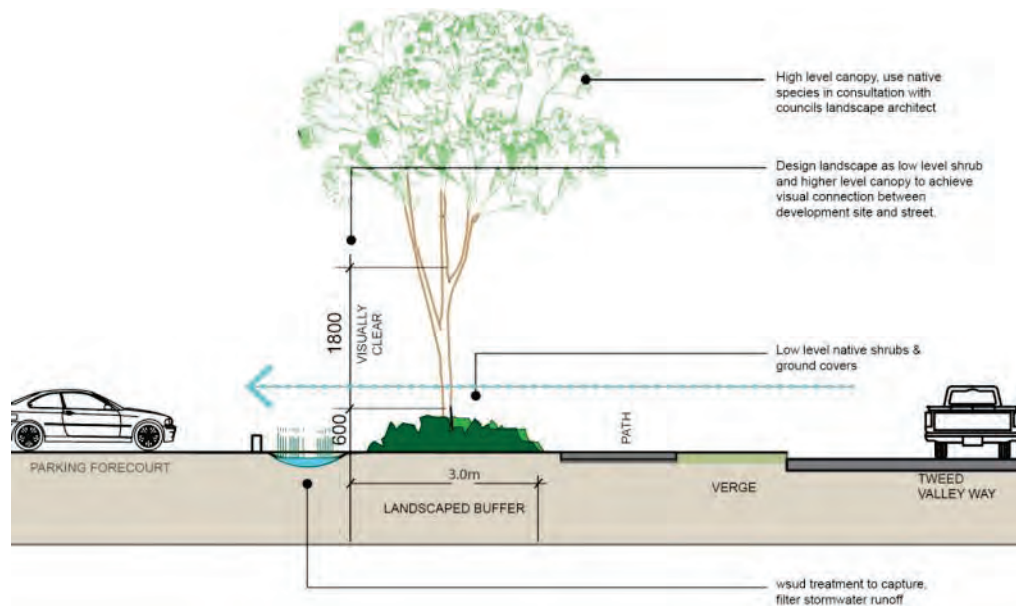 High level canopy, use native
species in consultation with
councils landscape architect
Design landscape as low level shrub
and higher level canopy to achieve
visual connection between
development site and street.
1800
VISUALLY
CLEAR
Low level native shrubs &
ground covers
600
PATH
PARKING FORECOURT
3.0m
VERGE
TWEED
VALLEY WAY
LANDSCAPED BUFFER
wsud treatment to capture,
filter stormwater runoff